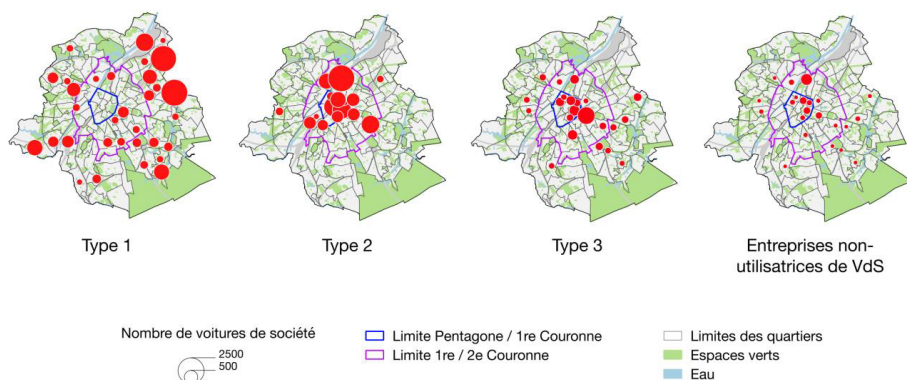 Type 1
Type 2
Type 3
Entreprises non-
utilisatrices de VdS
Nombre de voitures de société
2500
500
Limite Pentagone / 1re Couronne
Limite 1re / 2e Couronne
Limites des quartiers
Espaces verts
Eau